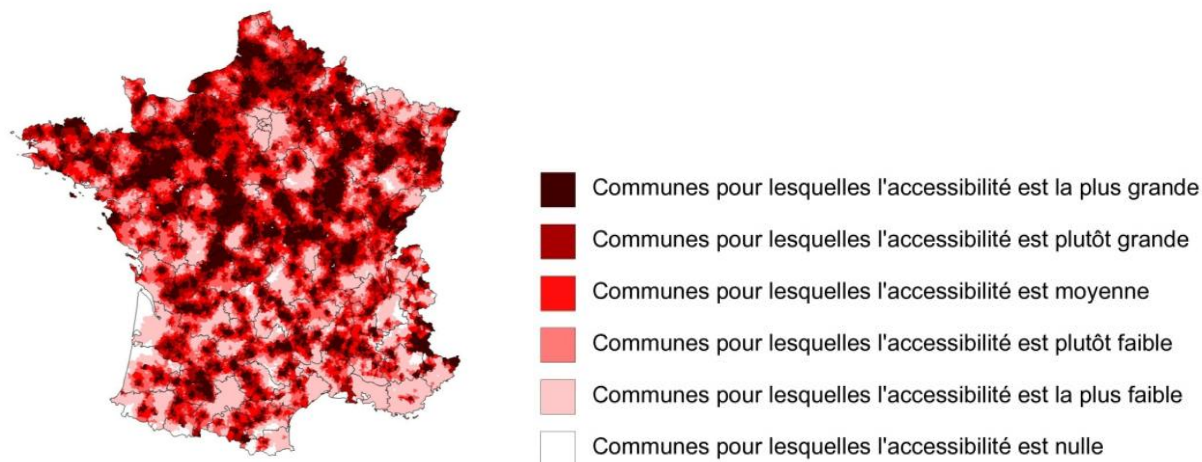 Communes pour lesquelles l'accessibilité est la plus grande
Communes pour lesquelles l'accessibilité est plutôt grande
Communes pour lesquelles l'accessibilité est moyenne
Communes pour lesquelles l'accessibilité est plutôt faible
Communes pour lesquelles l'accessibilité est la plus faible
Communes pour lesquelles l'accessibilité est nulle